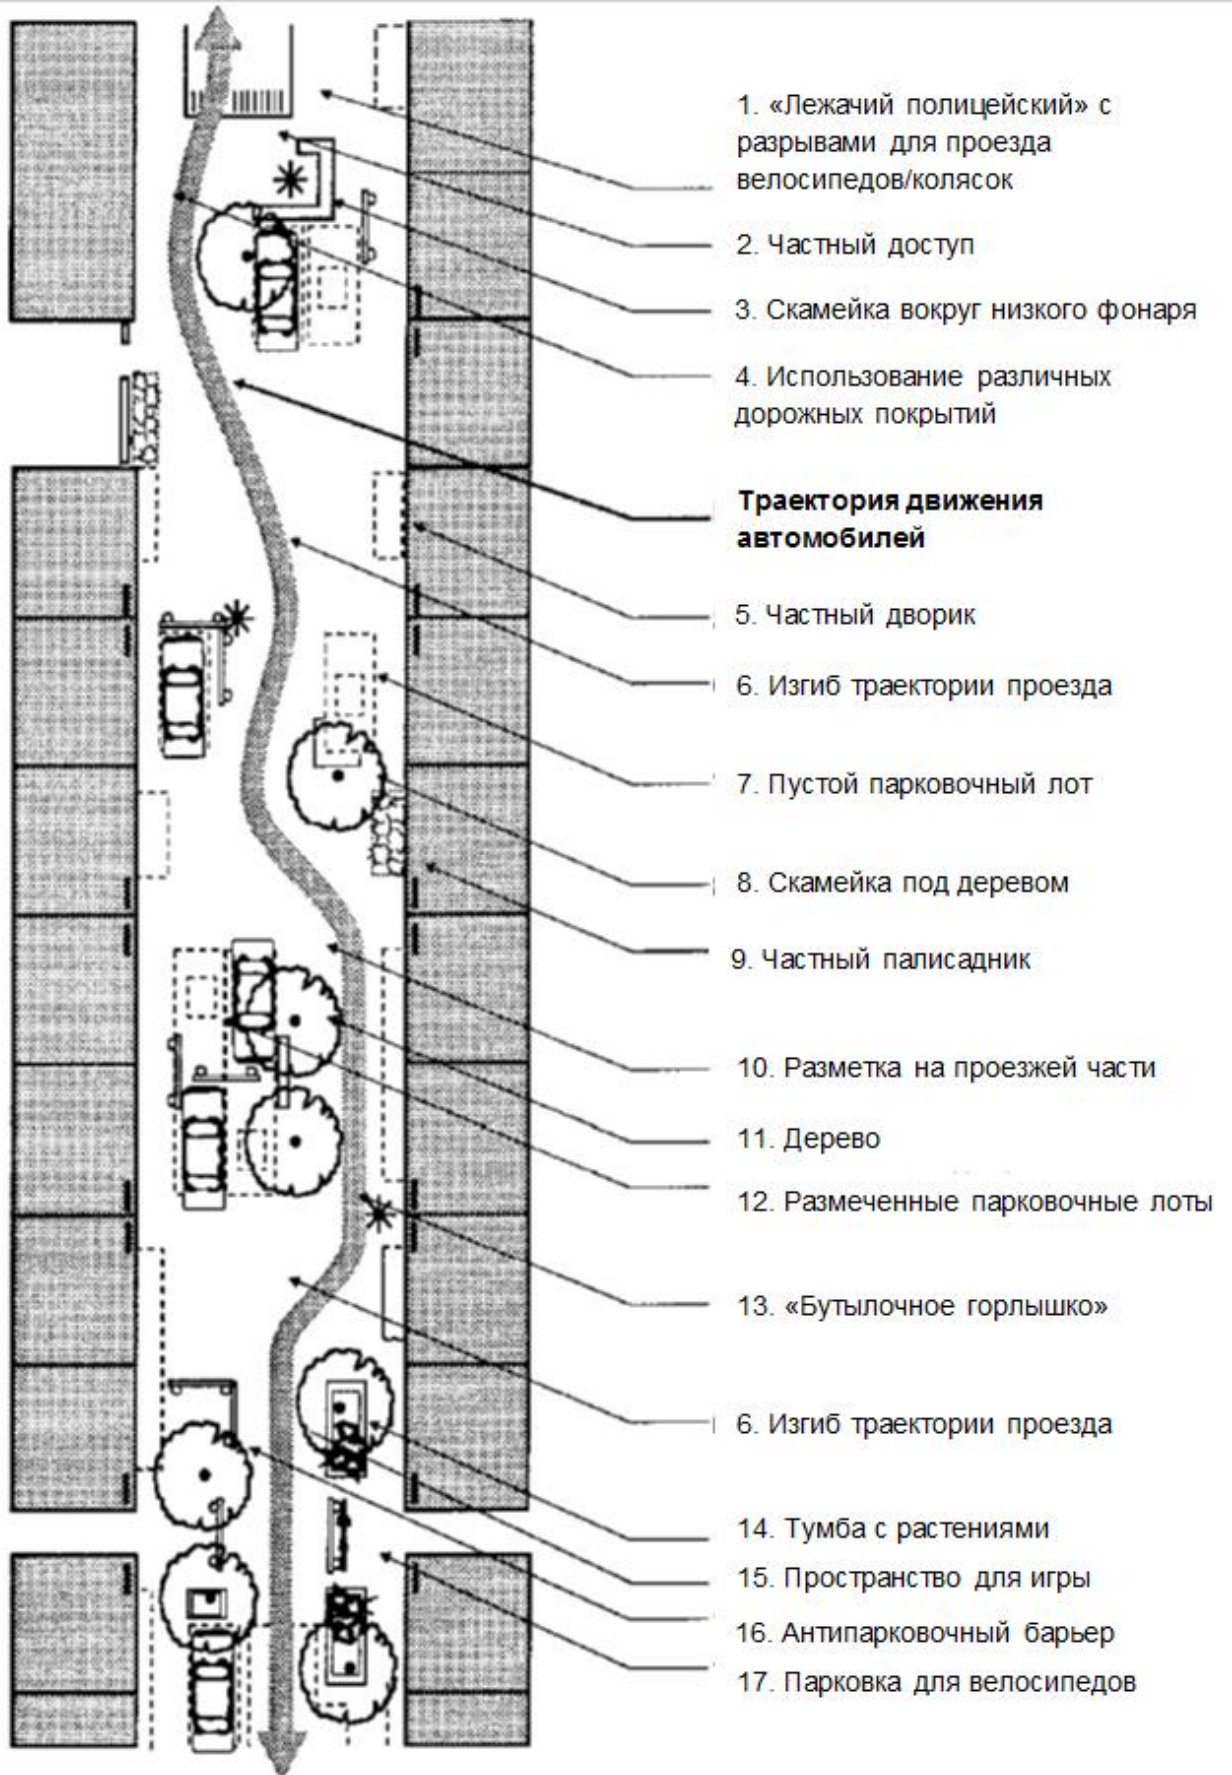 1. «Лежачий полицейский» с
разрывами для проезда
велосипедов/колясок
2. Частный доступ
3. Скамейка вокруг низкого фонаря
4. Использование различных
дорожных покрытий
Траектория движения
автомобилей
5. Частный дворик
6. Изгиб траектории проезда
7. Пустой парковочный лот
8. Скамейка под деревом
9. Частный палисадник
10. Разметка на проезжей части
11. Дерево
12. Размеченные парковочные лоты
13. «Бутылочное горлышко»
6. Изгиб траектории проезда
14. Тумба с растениями
15. Пространство для игры
16. Антипарковочный барьер
17. Парковка для велосипедов